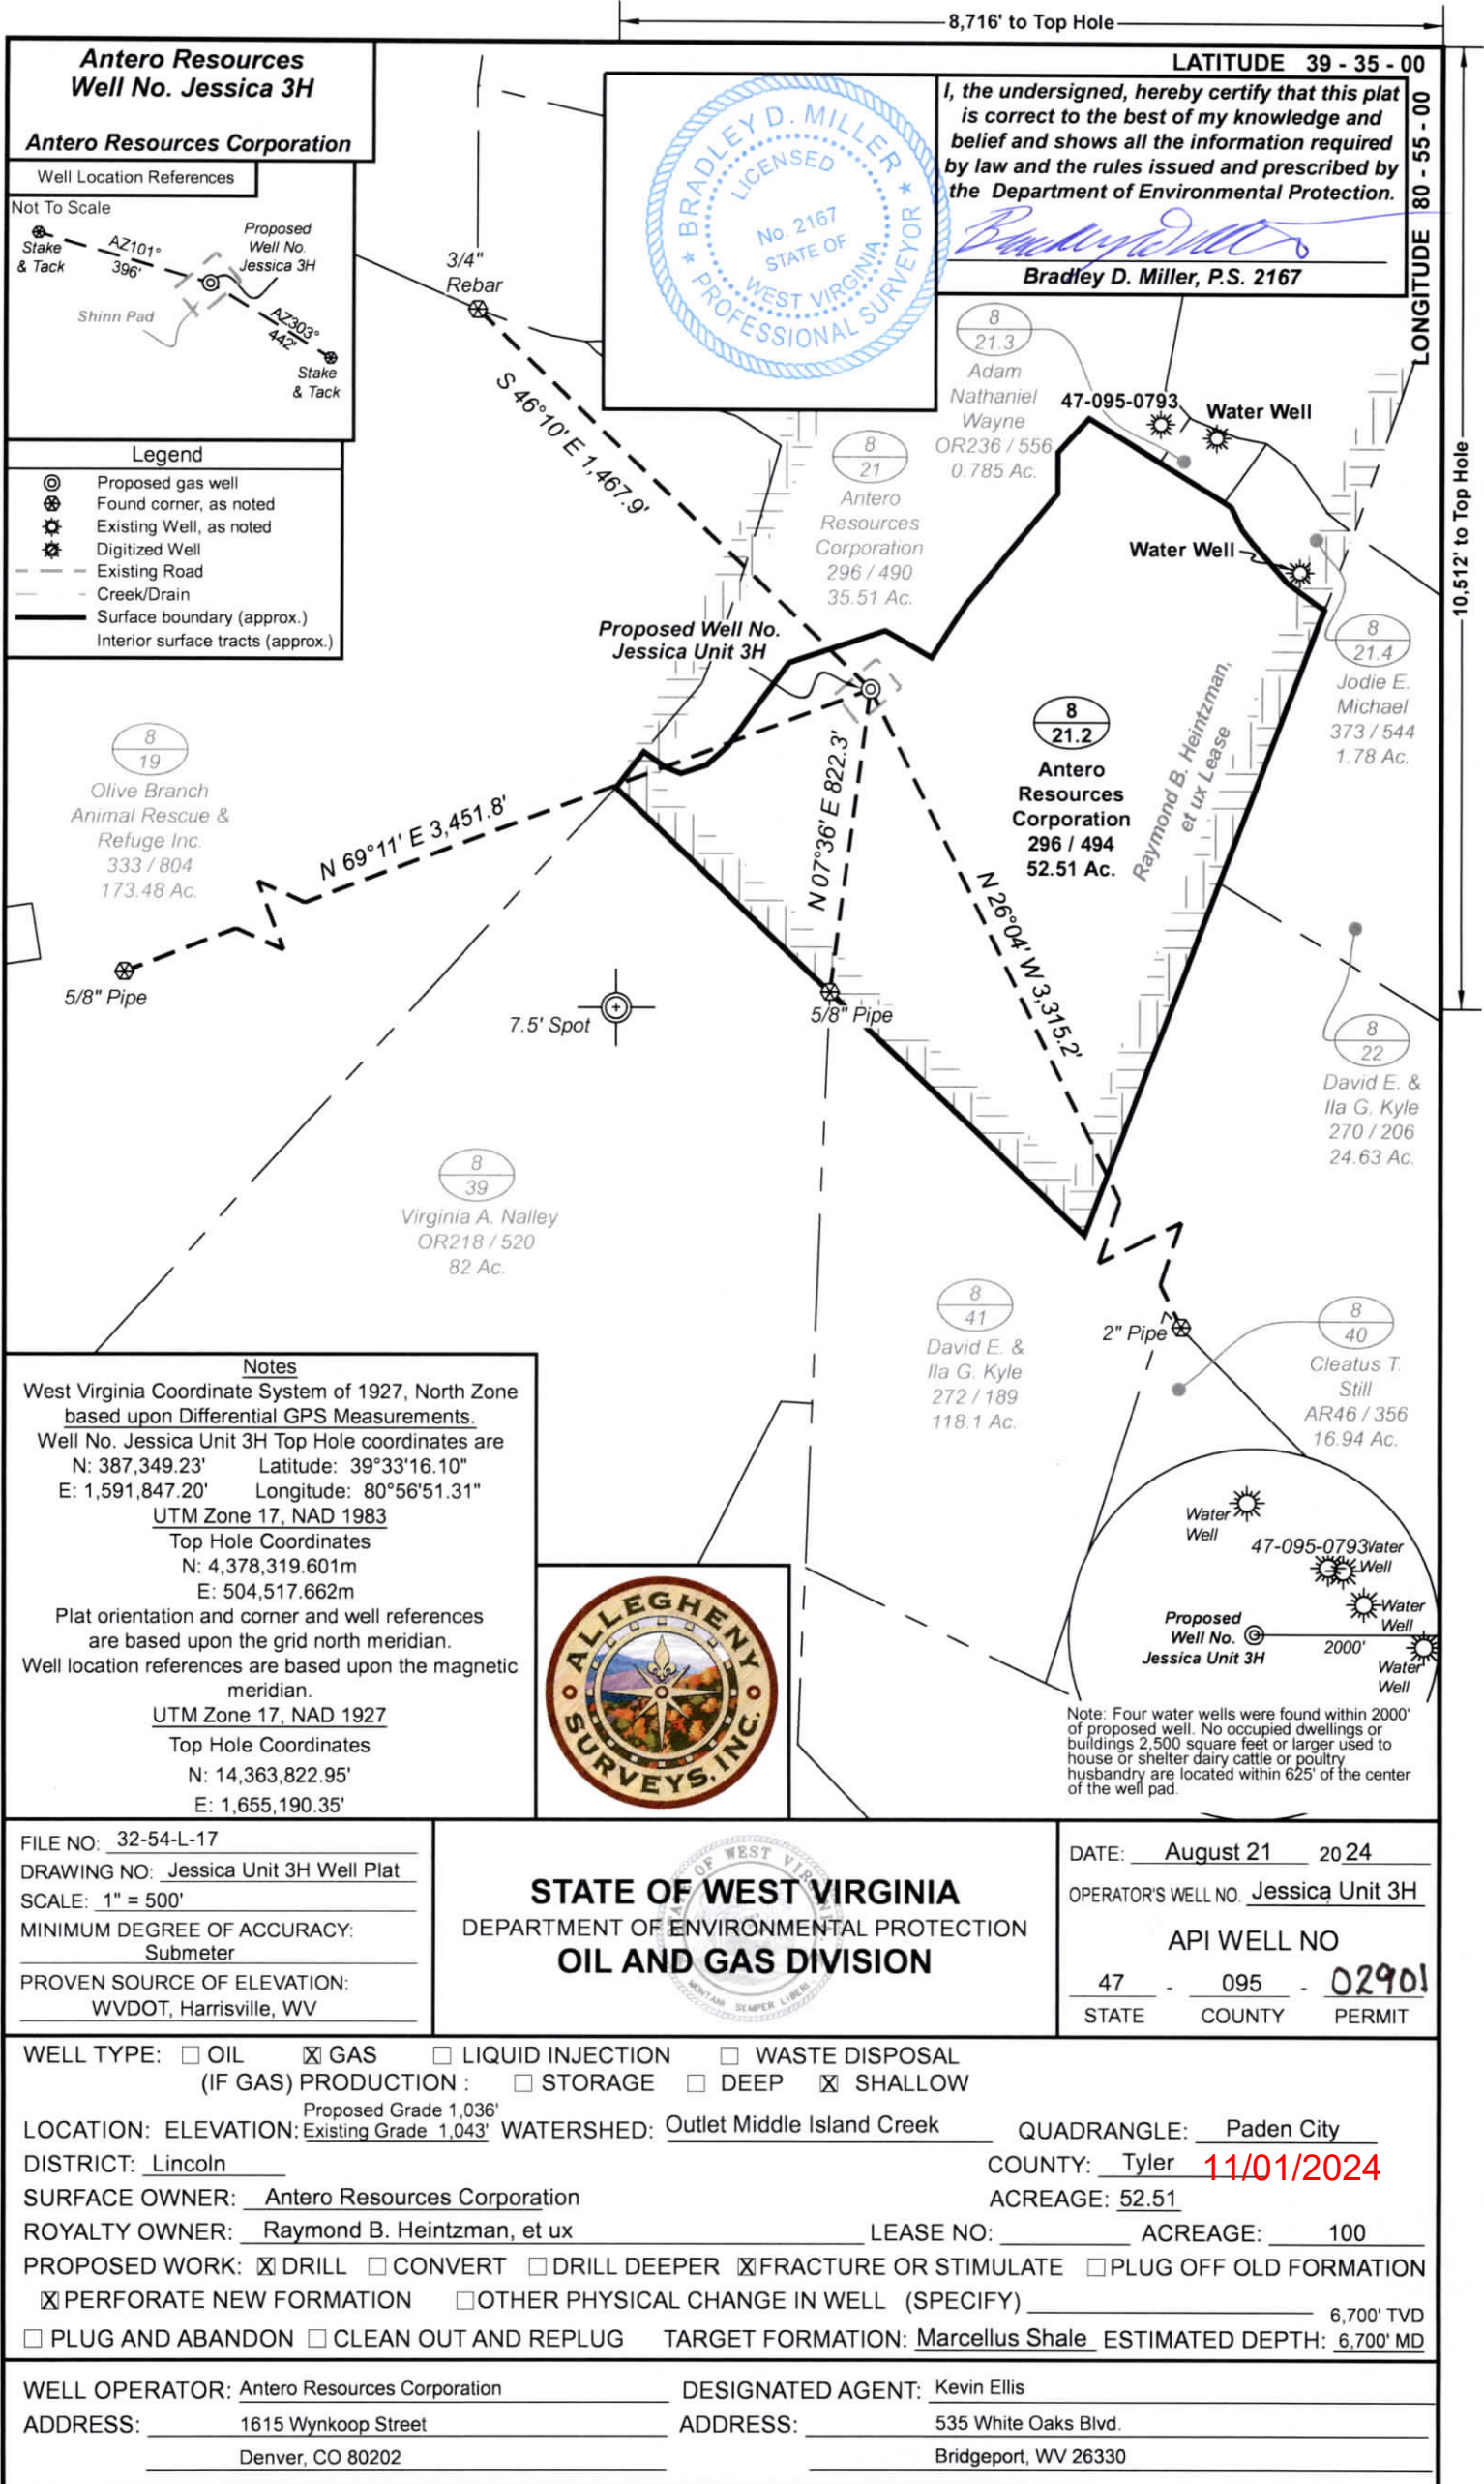 8,716' to Top Hole
Antero Resources
Well No. Jessica 3H
Antero Resources Corporation
Well Location References
Not To Scale
Stake
& Tack
AZ101°
396'
Proposed
Well No.
Jessica 3H
Shinn Pad
AZ303°
442'
Stake
& Tack
Legend
Proposed gas well
Found corner, as noted
Existing Well, as noted
Digitized Well
Existing Road
Creek/Drain
Surface boundary (approx.)
Interior surface tracts (approx.)
BRADLEY D. MILLER
LICENSED
No. 2167
STATE OF
WEST VIRGINIA
PROFESSIONAL SURVEYOR
LATITUDE 39 - 35 - 00
I, the undersigned, hereby certify that this plat
is correct to the best of my knowledge and
belief and shows all the information required
by law and the rules issued and prescribed by
the Department of Environmental Protection.
Bradley D. Miller, P.S. 2167
LONGITUDE 80 - 55 - 00
10,512' to Top Hole
3/4"
Rebar
S 46°10' E 1,467.9'
8
21.3
Adam
Nathaniel
Wayne
OR236 / 556
0.785 Ac.
47-095-0793
Water Well
8
21
Antero
Resources
Corporation
296 / 490
35.51 Ac.
Water Well
Proposed Well No.
Jessica Unit 3H
8
21.4
Jodie E.
Michael
373 / 544
1.78 Ac.
8
21.2
Antero
Resources
Corporation
296 / 494
52.51 Ac.
Raymond B. Heintzman,
et ux Lease
8
19
Olive Branch
Animal Rescue &
Refuge Inc.
333 / 804
173.48 Ac.
N 69°11' E 3,451.8'
N 07°36' E 822.3'
N 26°04' W 3,315.2'
5/8" Pipe
7.5' Spot
5/8" Pipe
8
22
David E. &
Ila G. Kyle
270 / 206
24.63 Ac.
8
39
Virginia A. Nalley
OR218 / 520
82 Ac.
8
41
David E. &
Ila G. Kyle
272 / 189
118.1 Ac.
2" Pipe
8
40
Cleatus T.
Still
AR46 / 356
16.94 Ac.
Notes
West Virginia Coordinate System of 1927, North Zone
based upon Differential GPS Measurements.
Well No. Jessica Unit 3H Top Hole coordinates are
N: 387,349.23' Latitude: 39°33'16.10"
E: 1,591,847.20' Longitude: 80°56'51.31"
UTM Zone 17, NAD 1983
Top Hole Coordinates
N: 4,378,319.601m
E: 504,517.662m
Plat orientation and corner and well references
are based upon the grid north meridian.
Well location references are based upon the magnetic
meridian.
UTM Zone 17, NAD 1927
Top Hole Coordinates
N: 14,363,822.95'
E: 1,655,190.35'
ALLEGHENY
SURVEYS, INC.
Water
Well
47-095-0793
Water
Well
Water
Well
Proposed
Well No.
Jessica Unit 3H
2000'
Water
Well
Note: Four water wells were found within 2000'
of proposed well. No occupied dwellings or
buildings 2,500 square feet or larger used to
house or shelter dairy cattle or poultry
husbandry are located within 625' of the center
of the well pad.
FILE NO: 32-54-L-17
DRAWING NO: Jessica Unit 3H Well Plat
SCALE: 1" = 500'
MINIMUM DEGREE OF ACCURACY:
Submeter
PROVEN SOURCE OF ELEVATION:
WVDOT, Harrisville, WV
STATE OF WEST VIRGINIA
DEPARTMENT OF ENVIRONMENTAL PROTECTION
OIL AND GAS DIVISION
STATE OF WEST VIRGINIA
MONTANI SEMPER LIBERI
DATE: August 21 2024
OPERATOR'S WELL NO. Jessica Unit 3H
API WELL NO
47 - 095 - 02901
STATE COUNTY PERMIT
WELL TYPE: ☐ OIL ☒ GAS ☐ LIQUID INJECTION ☐ WASTE DISPOSAL
(IF GAS) PRODUCTION : ☐ STORAGE ☐ DEEP ☒ SHALLOW
Proposed Grade 1,036'
LOCATION: ELEVATION: Existing Grade 1,043' WATERSHED: Outlet Middle Island Creek QUADRANGLE: Paden City
DISTRICT: Lincoln COUNTY: Tyler 11/01/2024
SURFACE OWNER: Antero Resources Corporation ACREAGE: 52.51
ROYALTY OWNER: Raymond B. Heintzman, et ux LEASE NO: ACREAGE: 100
PROPOSED WORK: ☒ DRILL ☐ CONVERT ☐ DRILL DEEPER ☒ FRACTURE OR STIMULATE ☐ PLUG OFF OLD FORMATION
☒ PERFORATE NEW FORMATION ☐ OTHER PHYSICAL CHANGE IN WELL (SPECIFY)
6,700' TVD
☐ PLUG AND ABANDON ☐ CLEAN OUT AND REPLUG TARGET FORMATION: Marcellus Shale ESTIMATED DEPTH: 6,700' MD
WELL OPERATOR: Antero Resources Corporation DESIGNATED AGENT: Kevin Ellis
ADDRESS: 1615 Wynkoop Street ADDRESS: 535 White Oaks Blvd.
Denver, CO 80202 Bridgeport, WV 26330